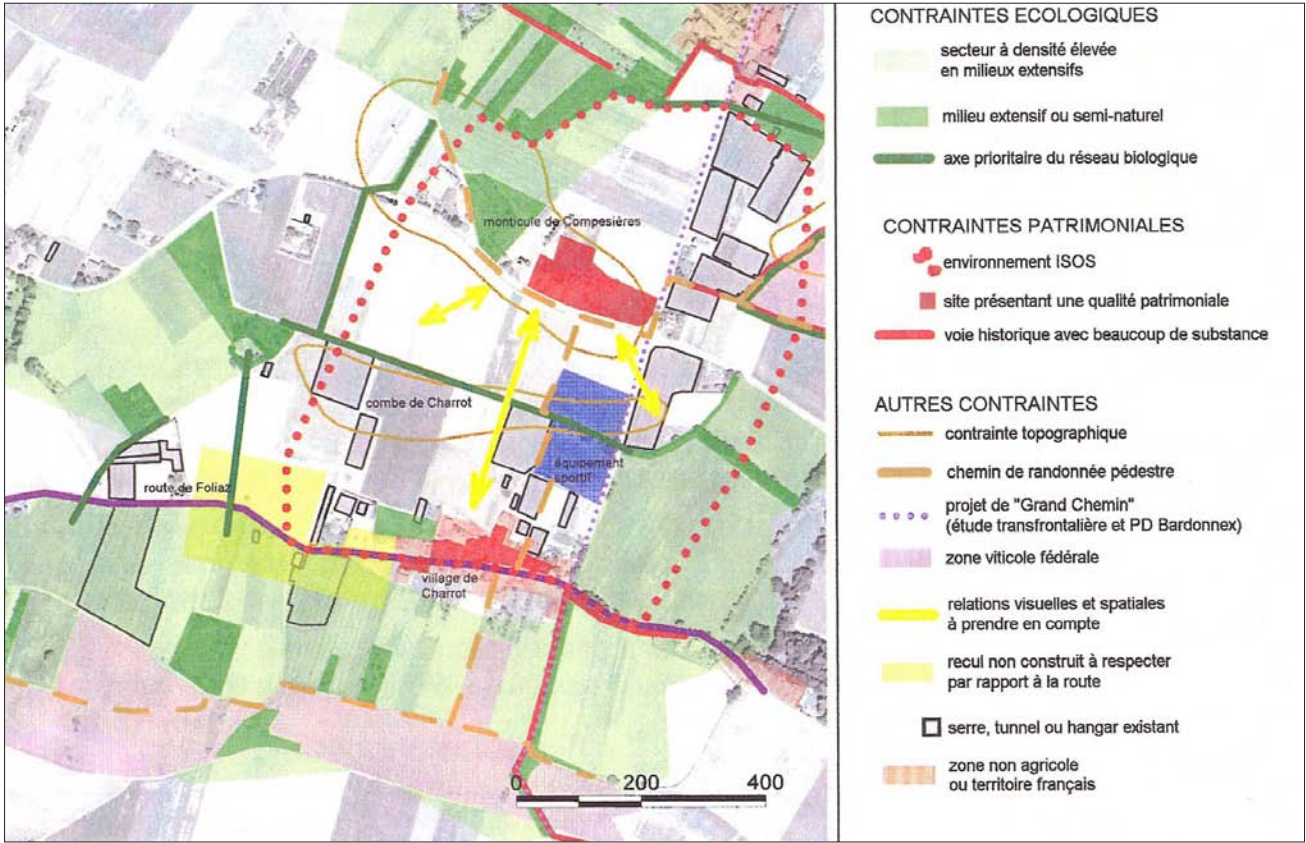 monticule de Compesières
combe de Charrot
équipement
sportif
route de Foliaz
village de
Charrot
0 200 400
CONTRAINTES ECOLOGIQUES
secteur à densité élevée
en milieux extensifs
milieu extensif ou semi-naturel
axe prioritaire du réseau biologique
CONTRAINTES PATRIMONIALES
environnement ISOS
site présentant une qualité patrimoniale
voie historique avec beaucoup de substance
AUTRES CONTRAINTES
contrainte topographique
chemin de randonnée pédestre
projet de "Grand Chemin"
(étude transfrontalière et PD Bardonnex)
zone viticole fédérale
relations visuelles et spatiales
à prendre en compte
recul non construit à respecter
par rapport à la route
serre, tunnel ou hangar existant
zone non agricole
ou territoire français